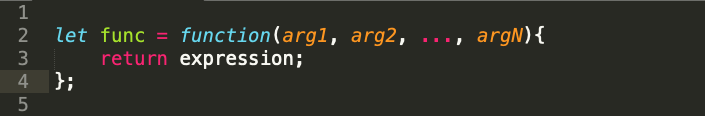 1
2 let func = function(arg1, arg2, ..., argN){
3     return expression;
4 };
5